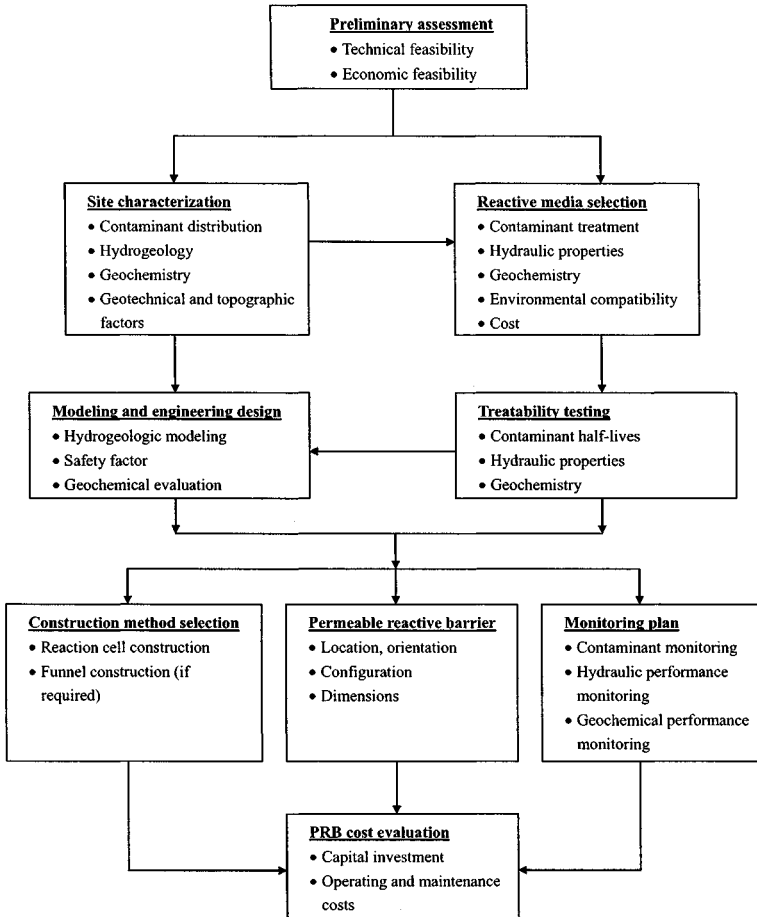 Preliminary assessment
• Technical feasibility
• Economic feasibility
Site characterization
• Contaminant distribution
• Hydrogeology
• Geochemistry
• Geotechnical and topographic
factors
Reactive media selection
• Contaminant treatment
• Hydraulic properties
• Geochemistry
• Environmental compatibility
• Cost
Modeling and engineering design
• Hydrogeologic modeling
• Safety factor
• Geochemical evaluation
Treatability testing
• Contaminant half-lives
• Hydraulic properties
• Geochemistry
Construction method selection
• Reaction cell construction
• Funnel construction (if
required)
Permeable reactive barrier
• Location, orientation
• Configuration
• Dimensions
Monitoring plan
• Contaminant monitoring
• Hydraulic performance
monitoring
• Geochemical performance
monitoring
PRB cost evaluation
• Capital investment
• Operating and maintenance
costs